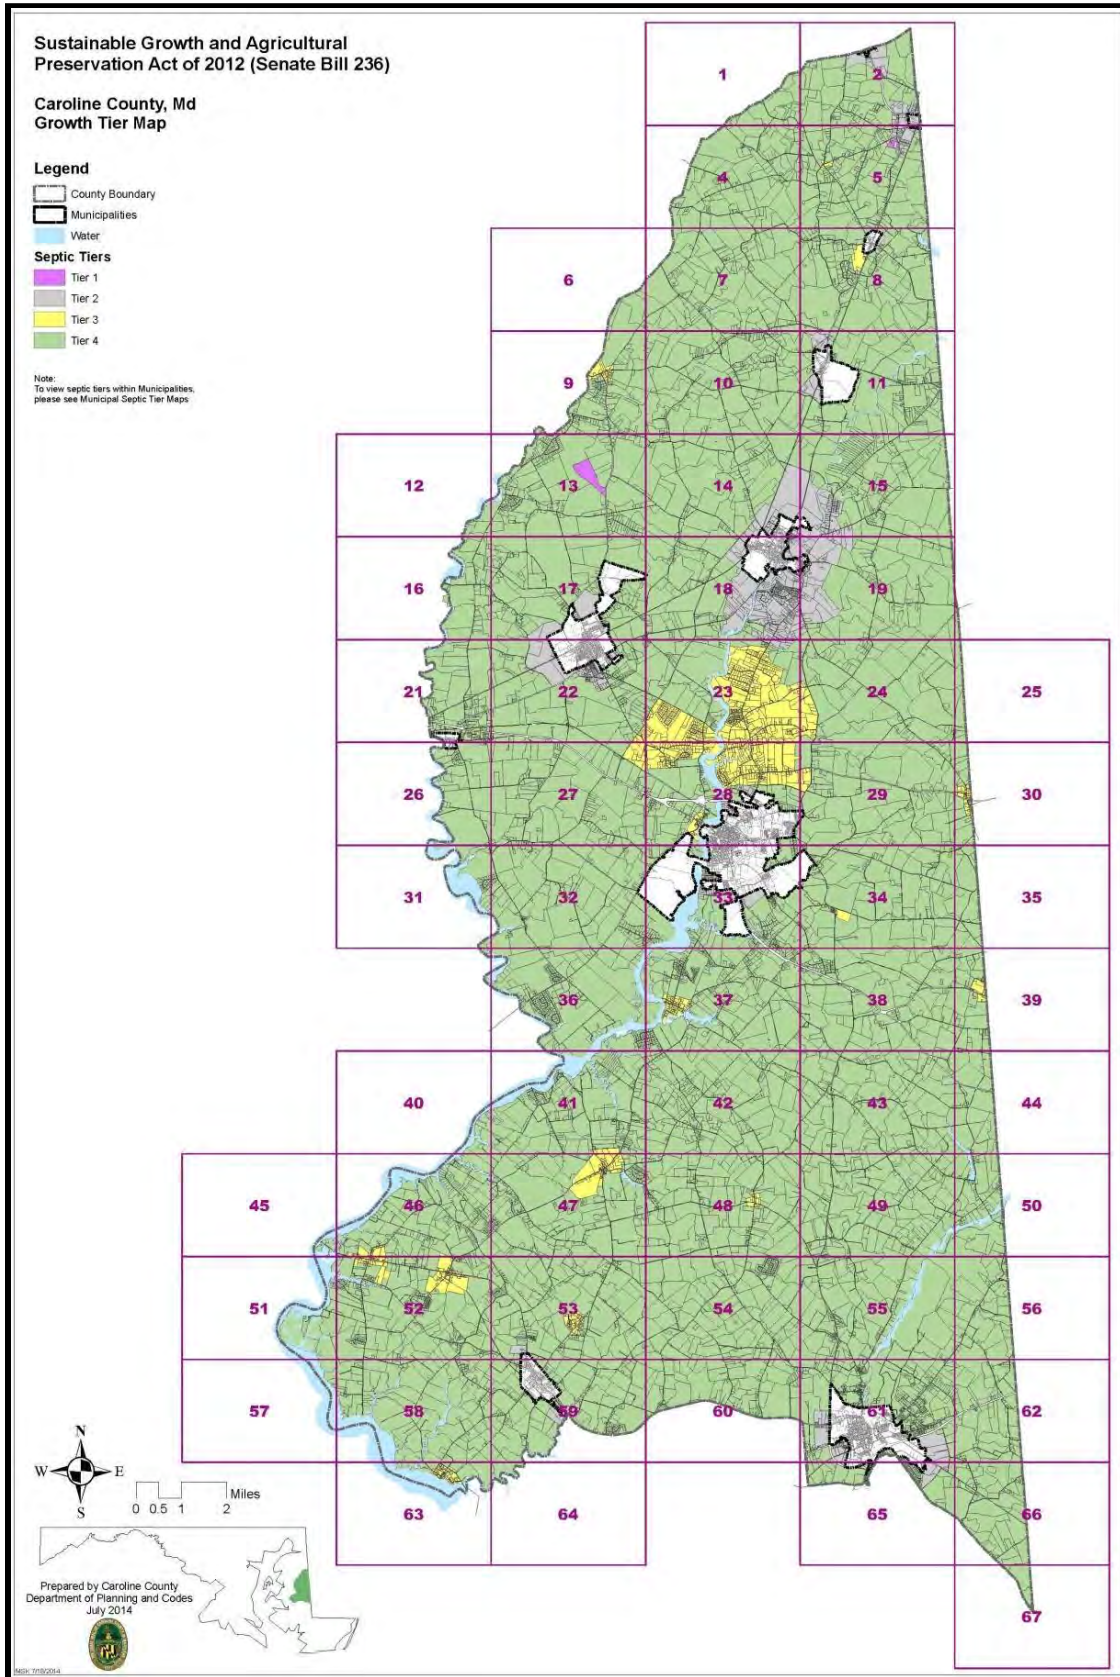 Sustainable Growth and Agricultural
Preservation Act of 2012 (Senate Bill 236)
Caroline County, Md
Growth Tier Map
Legend
County Boundary
Municipalities
Water
Septic Tiers
Tier 1
Tier 2
Tier 3
Tier 4
Note:
To view septic tiers within Municipalities,
please see Municipal Septic Tier Maps
1 2
4 5
6 7 8
9 10 11
12 13 14 15
16 17 18 19
21 22 23 24 25
26 27 28 29 30
31 32 33 34 35
36 37 38 39
40 41 42 43 44
45 46 47 48 49 50
51 52 53 54 55 56
57 58 59 60 61 62
63 64 65 66
67
N
W E
S
Miles
0 0.5 1 2
Prepared by Caroline County
Department of Planning and Codes
July 2014